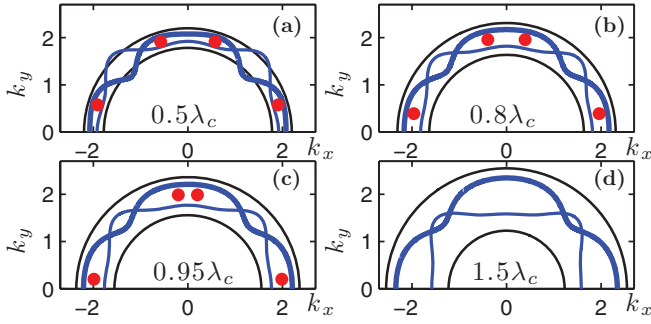 (a) (b)
k_y 2 1 0 0.5λ_c −2 0 2 k_x
k_y 2 1 0 0.8λ_c −2 0 2 k_x
(c) (d)
k_y 2 1 0 0.95λ_c −2 0 2 k_x
k_y 2 1 0 1.5λ_c −2 0 2 k_x